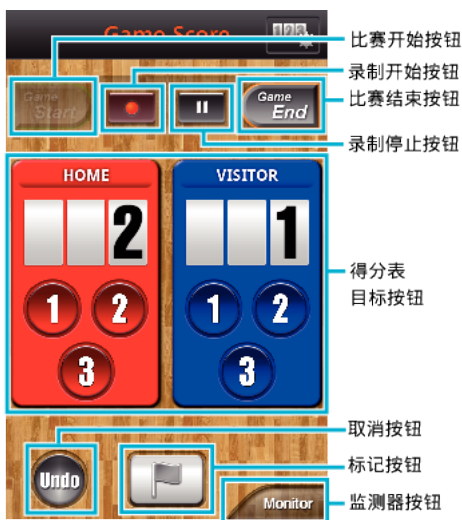 Game Score
123
比赛开始按钮
录制开始按钮
比赛结束按钮
录制停止按钮
Game
Start
Game
End
HOME
VISITOR
2
1
1
2
3
1
2
3
得分表
目标按钮
取消按钮
标记按钮
监测器按钮
Undo
Monitor